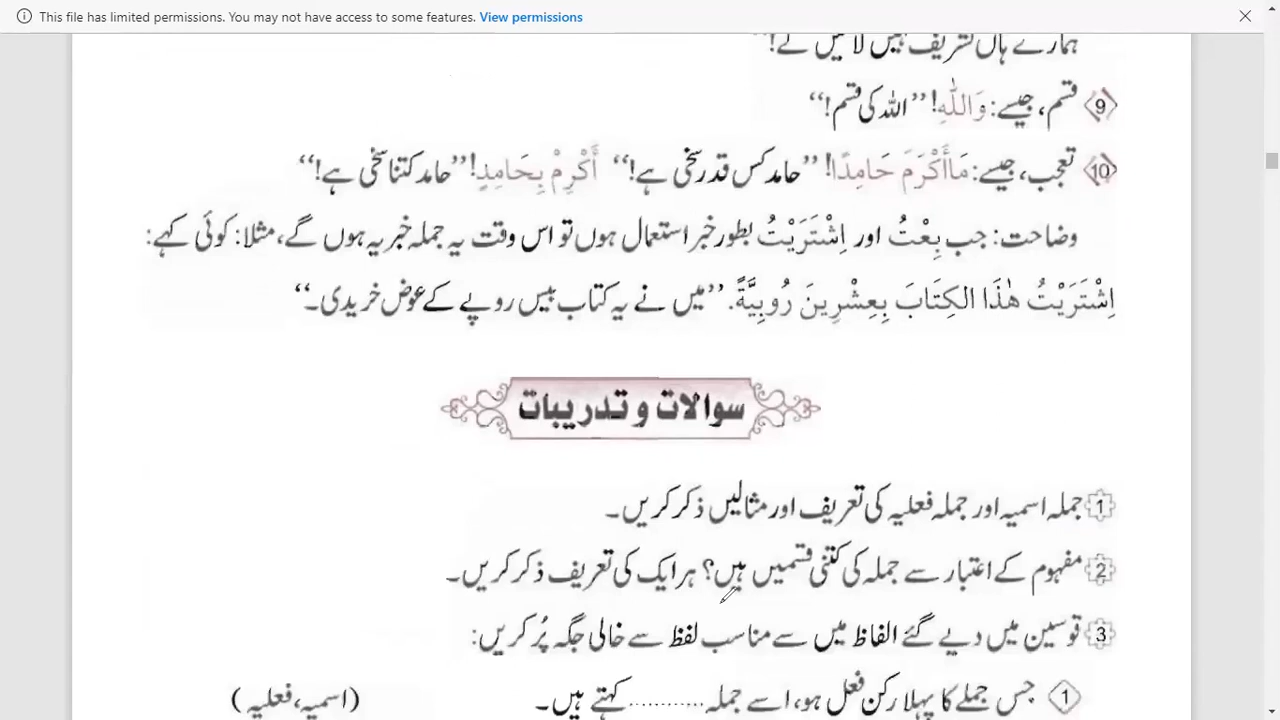 This file has limited permissions. You may not have access to some features. View permissions
ہمارے ہاں تشریف نہیں لائیں گے!‘‘
9 قسم، جیسے: وَاللّٰهِ! ’’اللہ کی قسم!‘‘
10 تعجب، جیسے: مَا أَكْرَمَ حَامِدًا! ’’حامد کس قدر سخی ہے!‘‘ أَكْرِمْ بِحَامِدٍ! ’’حامد کتنا سخی ہے!‘‘
وضاحت: جب بِعْتُ اور اِشْتَرَيْتُ بطور خبر استعمال ہوں تو اس وقت یہ جملہ خبریہ ہوں گے، مثلا: کوئی کہے:
اِشْتَرَيْتُ هٰذَا الكِتَابَ بِعِشْرِينَ رُوبِيَّةً. ’’میں نے یہ کتاب بیس روپے کے عوض خریدی۔‘‘
سوالات و تدریبات
1 جملہ اسمیہ اور جملہ فعلیہ کی تعریف اور مثالیں ذکر کریں۔
2 مفہوم کے اعتبار سے جملہ کی کتنی قسمیں ہیں؟ ہر ایک کی تعریف ذکر کریں۔
3 قوسین میں دیے گئے الفاظ میں سے مناسب لفظ سے خالی جگہ پُر کریں:
1 جس جملے کا پہلا رکن فعل ہو، اسے جملہ .......... کہتے ہیں۔ (اسمیہ، فعلیہ)